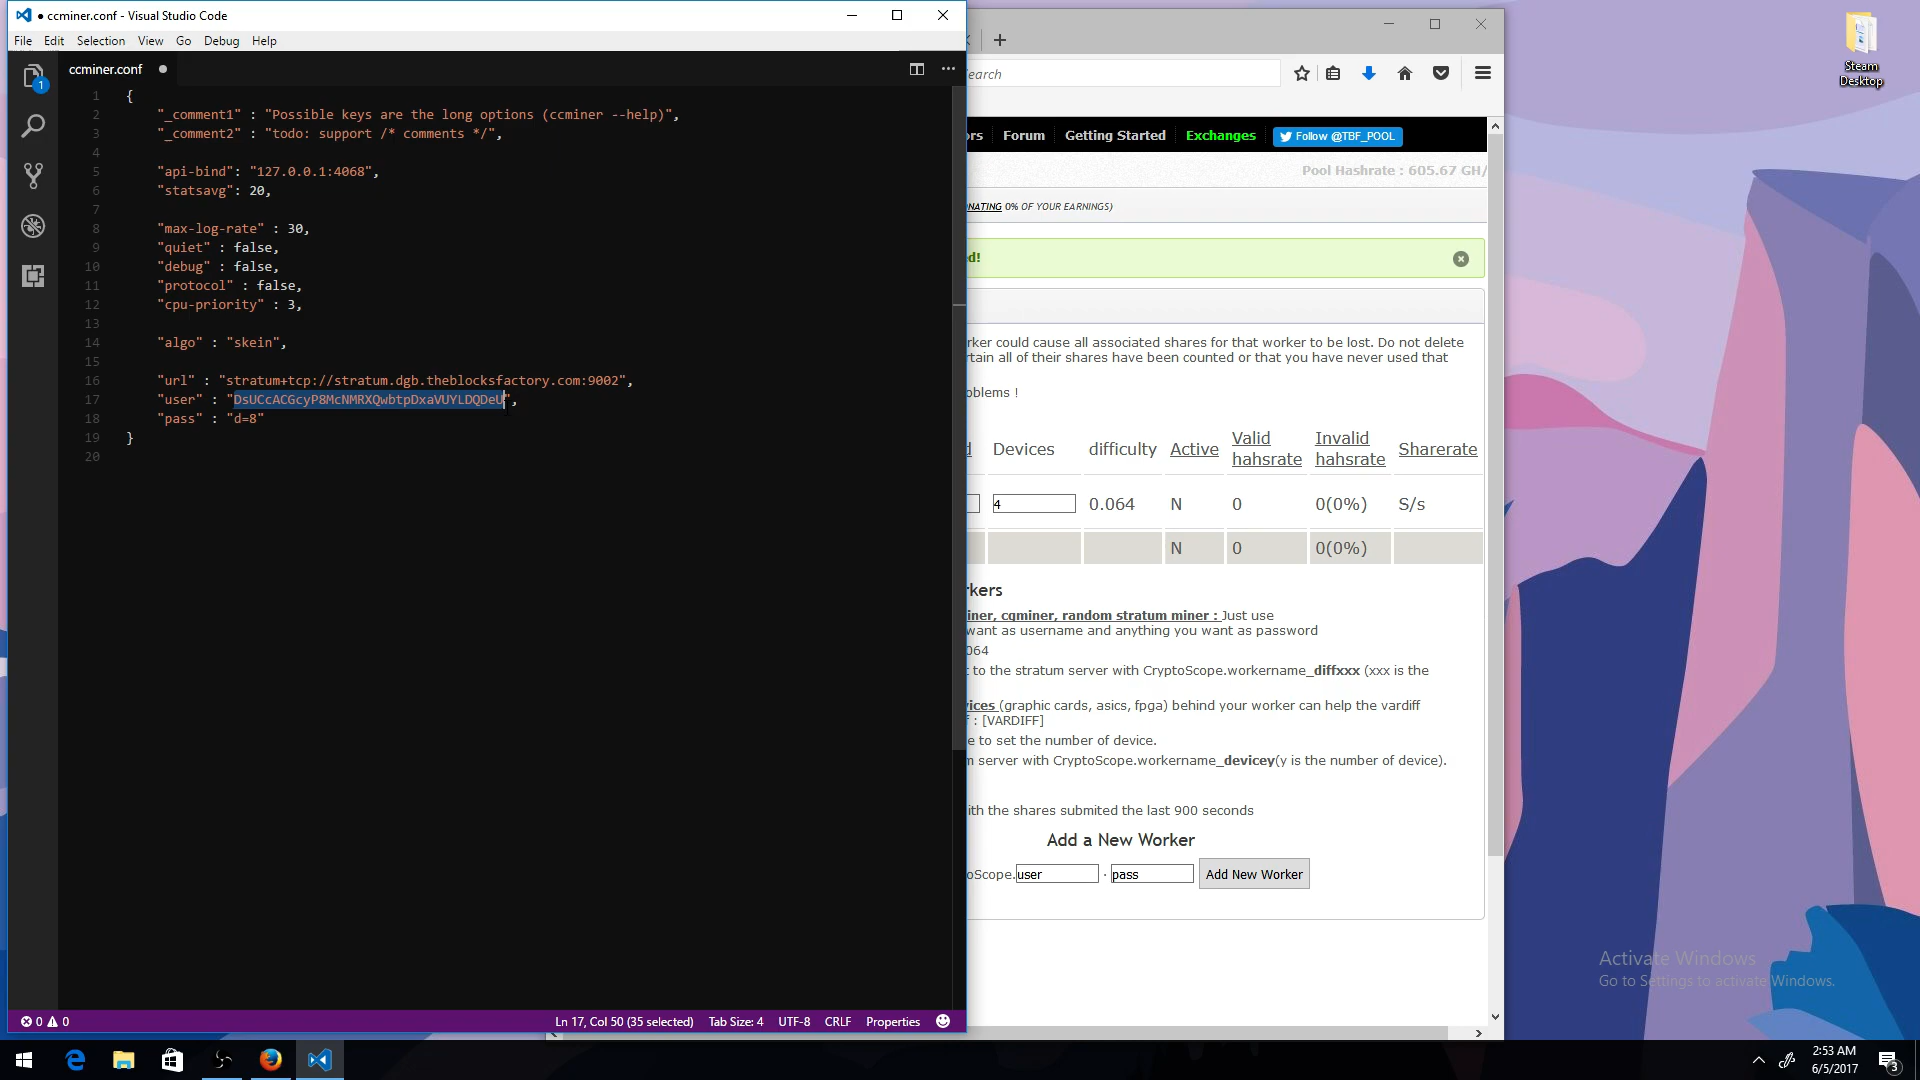 ● ccminer.conf - Visual Studio Code
File Edit Selection View Go Debug Help
1
ccminer.conf ●
1 {
2 "_comment1" : "Possible keys are the long options (ccminer --help)",
3 "_comment2" : "todo: support /* comments */",
4
5 "api-bind": "127.0.0.1:4068",
6 "statsavg": 20,
7
8 "max-log-rate" : 30,
9 "quiet" : false,
10 "debug" : false,
11 "protocol" : false,
12 "cpu-priority" : 3,
13
14 "algo" : "skein",
15
16 "url" : "stratum+tcp://stratum.dgb.theblocksfactory.com:9002",
17 "user" : "DsUCcACGcyP8McNMRXQwbtpDxaVUYLDQDeU",
18 "pass" : "d=8"
19 }
20
0 0 Ln 17, Col 50 (35 selected) Tab Size: 4 UTF-8 CRLF Properties
earch
ors Forum Getting Started Exchanges Follow @TBF_POOL
Pool Hashrate : 605.67 GH/
NATING 0% OF YOUR EARNINGS)
d!
rker could cause all associated shares for that worker to be lost. Do not delete
rtain all of their shares have been counted or that you have never used that
oblems !
d Devices difficulty Active Valid hahsrate Invalid hahsrate Sharerate
4 0.064 N 0 0(0%) S/s
N 0 0(0%)
rkers
iner, cgminer, random stratum miner : Just use
want as username and anything you want as password
064
t to the stratum server with CryptoScope.workername_diffxxx (xxx is the
vices (graphic cards, asics, fpga) behind your worker can help the vardiff
f : [VARDIFF]
e to set the number of device.
m server with CryptoScope.workername_devicey(y is the number of device).
ith the shares submited the last 900 seconds
Add a New Worker
oScope. user · pass Add New Worker
Steam
Desktop
Activate Windows
Go to Settings to activate Windows.
2:53 AM
6/5/2017
3